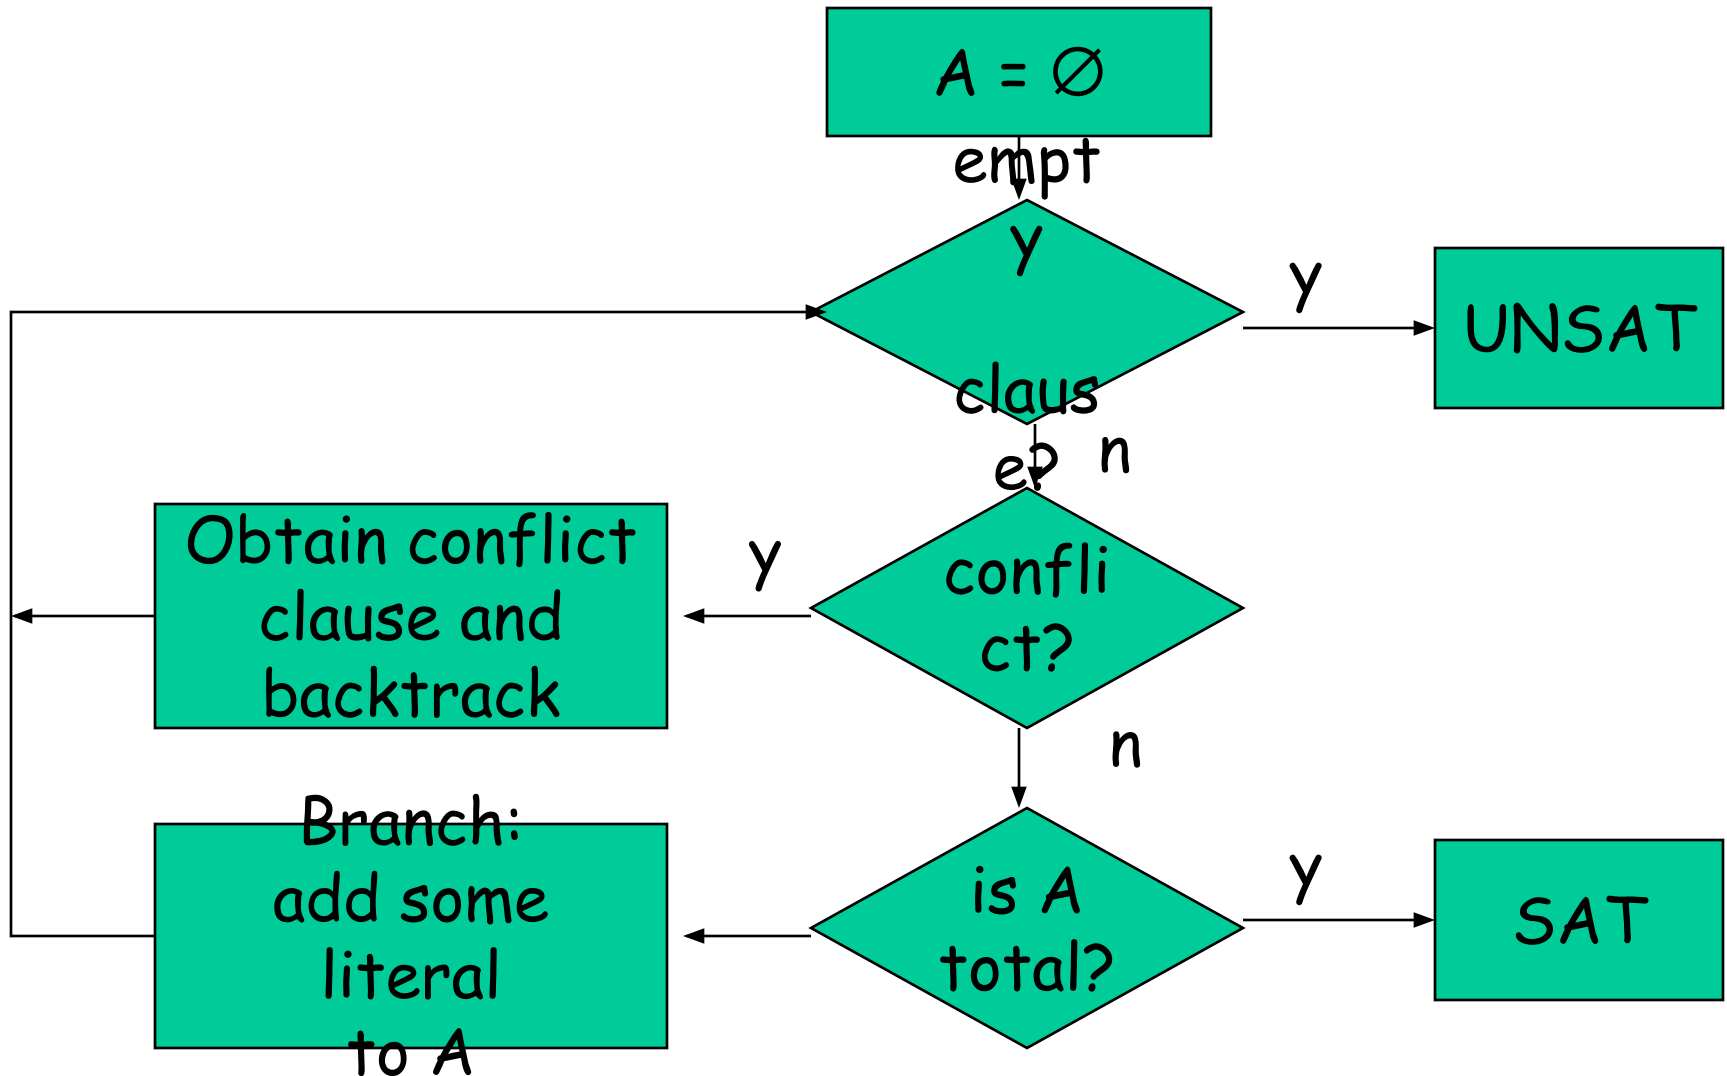 A = ∅
empt
y
claus
e?
y
UNSAT
n
confli
ct?
y
Obtain conflict
clause and
backtrack
n
is A
total?
y
SAT
Branch:
add some
literal
to A